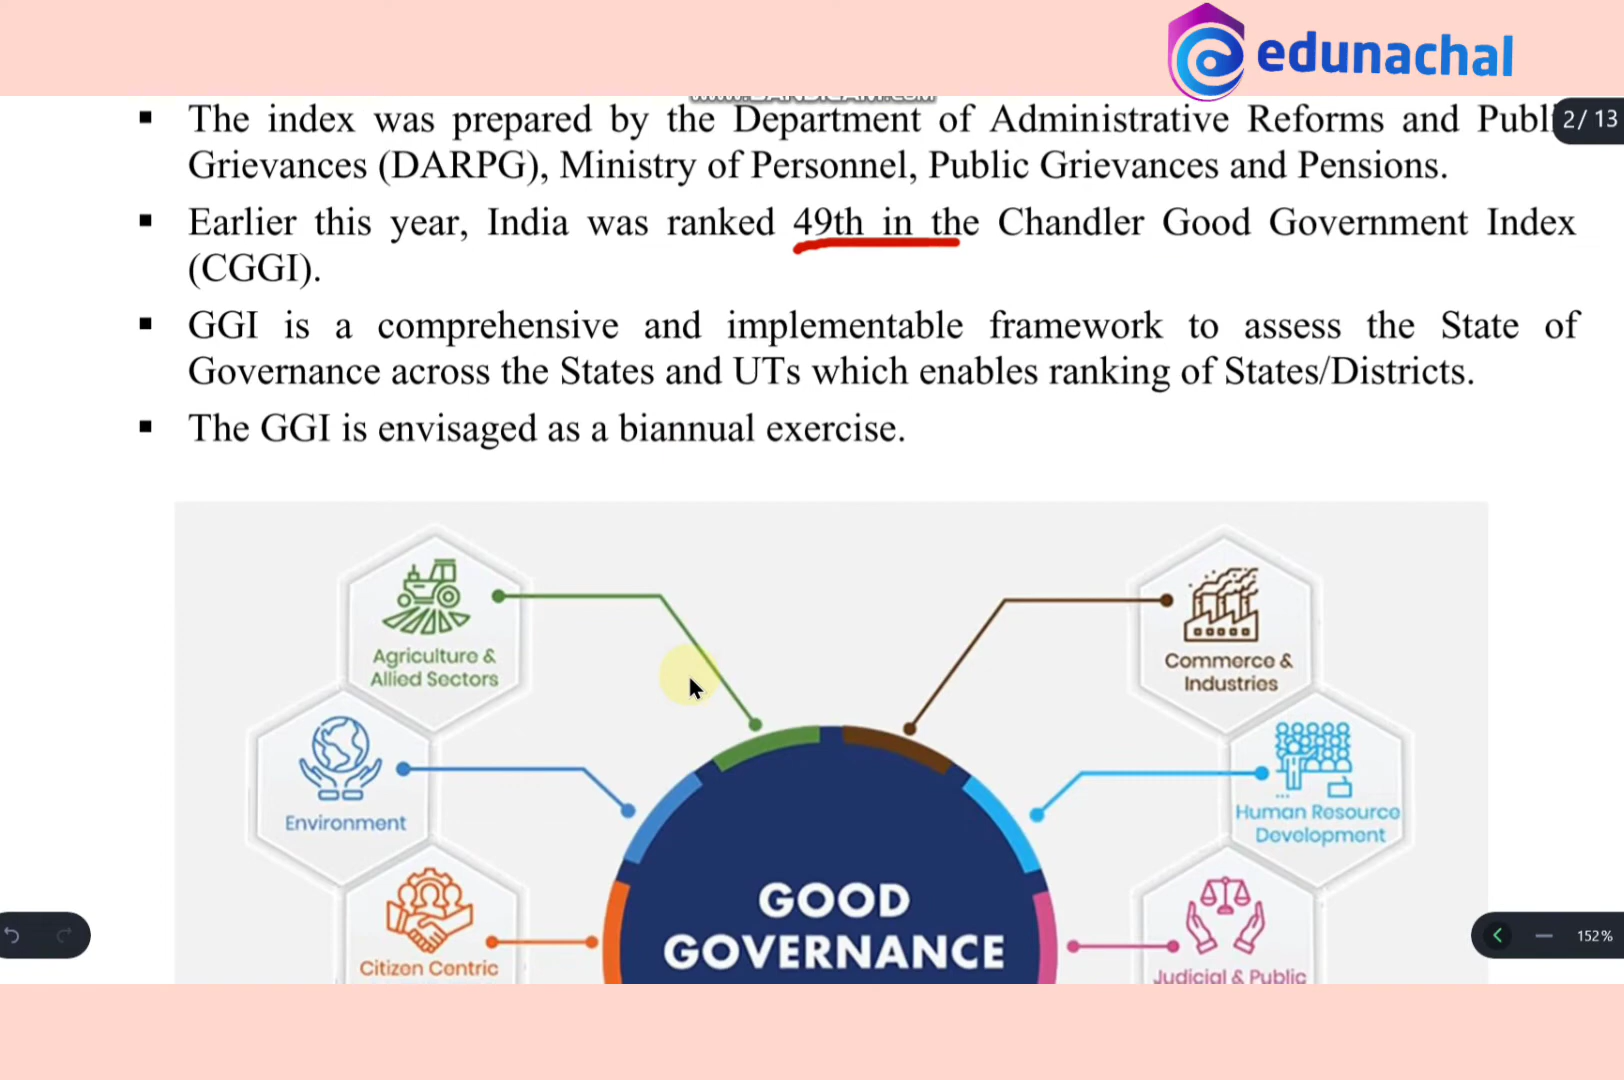 edunachal
WWW.BANDICAM.COM
▪ The index was prepared by the Department of Administrative Reforms and Publi
2/ 13
Grievances (DARPG), Ministry of Personnel, Public Grievances and Pensions.
▪ Earlier this year, India was ranked 49th in the Chandler Good Government Index
(CGGI).
▪ GGI is a comprehensive and implementable framework to assess the State of
Governance across the States and UTs which enables ranking of States/Districts.
▪ The GGI is envisaged as a biannual exercise.
Agriculture &
Allied Sectors
Commerce &
Industries
Environment
Human Resource
Development
GOOD
GOVERNANCE
Citizen Centric
Judicial & Public
152%